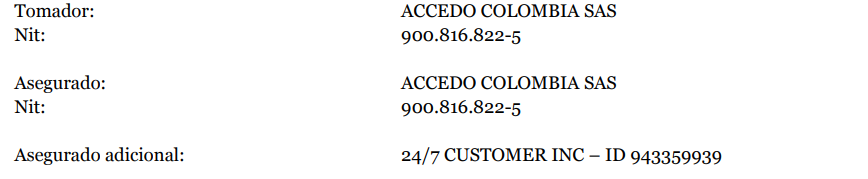 Tomador: ACCEDO COLOMBIA SAS
Nit: 900.816.822-5
Asegurado: ACCEDO COLOMBIA SAS
Nit: 900.816.822-5
Asegurado adicional: 24/7 CUSTOMER INC – ID 943359939